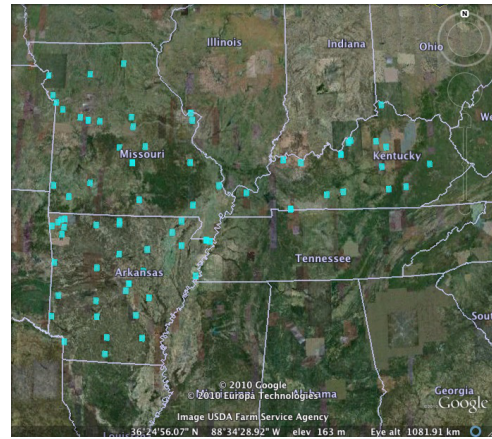 N
Illinois
Indiana
Ohio
Missouri
Kentucky
Arkansas
Tennessee
Alabama
Georgia
© 2010 Google
© 2010 Europa Technologies
Google
Image USDA Farm Service Agency
36°24'56.07" N 88°34'28.92" W elev 163 m Eye alt 1081.91 km